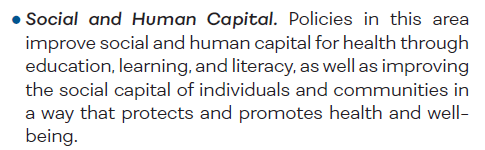 • Social and Human Capital. Policies in this area
improve social and human capital for health through
education, learning, and literacy, as well as improving
the social capital of individuals and communities in
a way that protects and promotes health and well-
being.